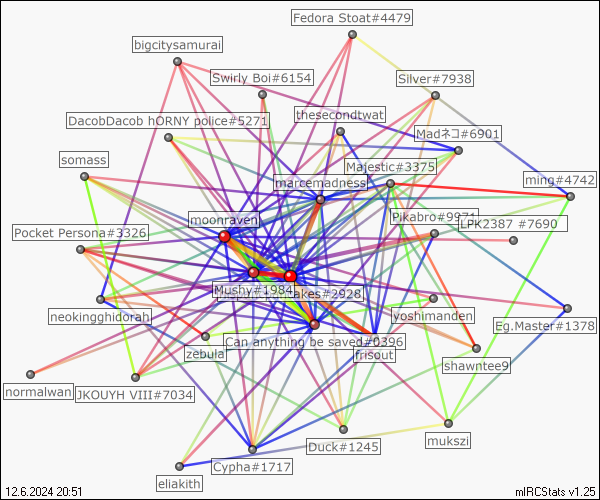 Fedora Stoat#4479
bigcitysamurai
Swirly Boi#6154
Silver#7938
DacobDacob hORNY police#5271
thesecondtwat
Madネコ#6901
somass
Majestic#3375
marcemadness
ming#4742
moonraven
Pikabro#9971
LPK2387 #7690
Pocket Persona#3326
Mushy#1984
akes#2928
neokingghidorah
yoshimanden
Eg.Master#1378
Can anything be saved#0396
zebula
frisout
shawntee9
normalwan
JKOUYH VIII#7034
Duck#1245
mukszi
Cypha#1717
eliakith
12.6.2024 20:51
mIRCStats v1.25